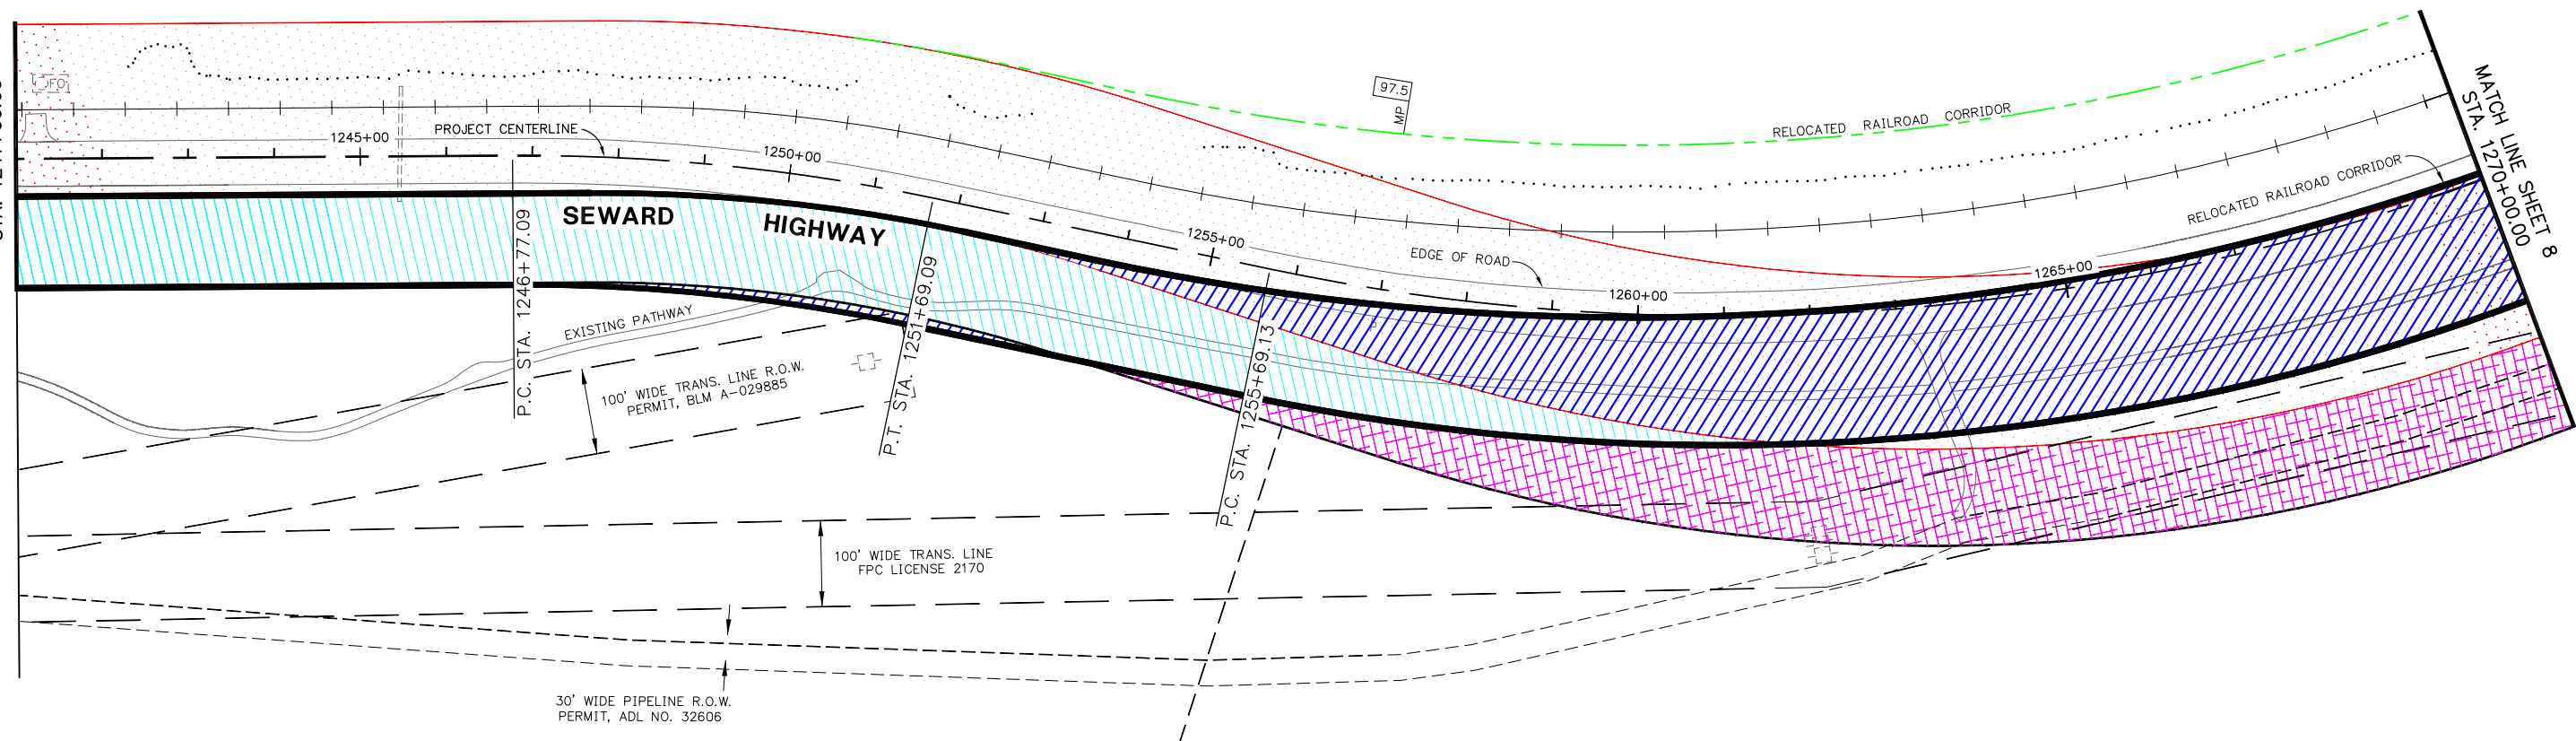 97.5
MP
RELOCATED RAILROAD CORRIDOR
MATCH LINE SHEET 8
STA. 1270+00.00
FO
1245+00
PROJECT CENTERLINE
1250+00
RELOCATED RAILROAD CORRIDOR
SEWARD HIGHWAY
1255+00
EDGE OF ROAD
1260+00
1265+00
P.C. STA. 1246+77.09
EXISTING PATHWAY
P.T. STA. 1251+69.09
P.C. STA. 1255+69.13
100' WIDE TRANS. LINE R.O.W.
PERMIT, BLM A-029885
100' WIDE TRANS. LINE
FPC LICENSE 2170
30' WIDE PIPELINE R.O.W.
PERMIT, ADL NO. 32606